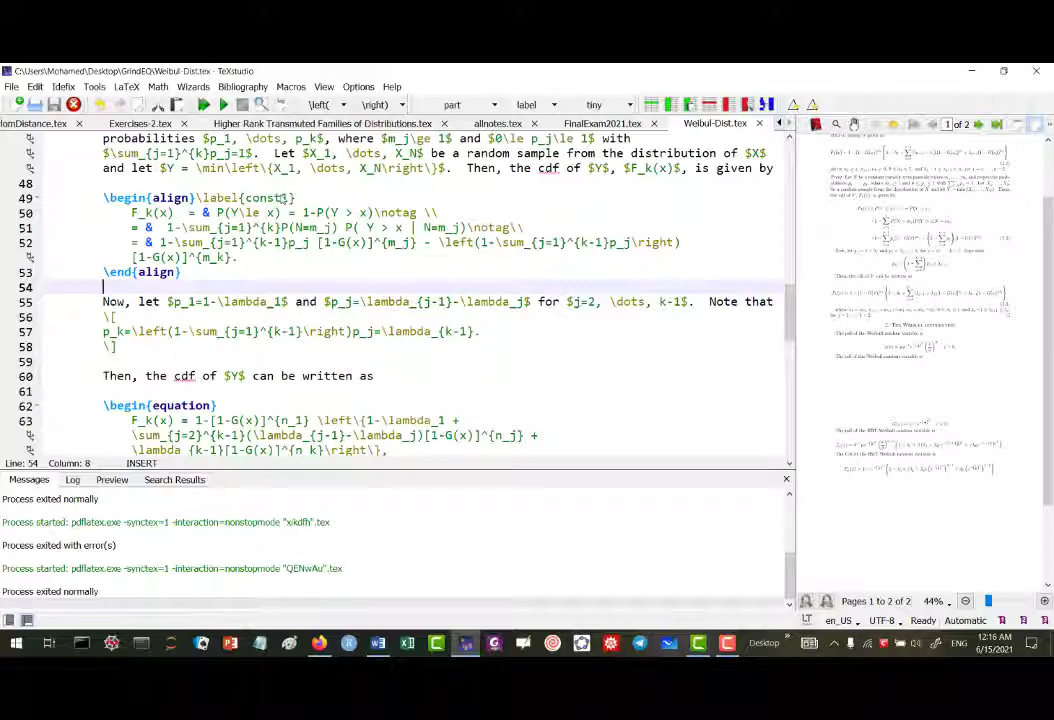 C:\Users\Mohamed\Desktop\GrindEQ\Weibul-Dist.tex - TeXstudio
File Edit Idefix Tools LaTeX Math Wizards Bibliography Macros View Options Help
\left( \right) part label tiny
lomDistance.tex Exercises-2.tex Higher Rank Transmuted Families of Distributions.tex allnotes.tex FinalExam2021.tex Weibul-Dist.tex
1 of 2
probabilities $p_1, \dots, p_k$, where $m_j\ge 1$ and $0\le p_j\le 1$ with
$\sum_{j=1}^{k}p_j=1$. Let $X_1, \dots, X_N$ be a random sample from the distribution of $X$
and let $Y = \min\left\{X_1, \dots, X_N\right\}$. Then, the cdf of $Y$, $F_k(x)$, is given by
48
49 \begin{align}\label{const}
50 F_k(x) = & P(Y\le x) = 1-P(Y > x)\notag \\
51 = & 1-\sum_{j=1}^{k}P(N=m_j) P( Y > x | N=m_j)\notag\\
52 = & 1-\sum_{j=1}^{k-1}p_j [1-G(x)]^{m_j} - \left(1-\sum_{j=1}^{k-1}p_j\right)
[1-G(x)]^{m_k}.
53 \end{align}
54
55 Now, let $p_1=1-\lambda_1$ and $p_j=\lambda_{j-1}-\lambda_j$ for $j=2, \dots, k-1$. Note that
56 \[
57 p_k=\left(1-\sum_{j=1}^{k-1}\right)p_j=\lambda_{k-1}.
58 \]
59
60 Then, the cdf of $Y$ can be written as
61
62 \begin{equation}
63 F_k(x) = 1-[1-G(x)]^{n_1} \left\{1-\lambda_1 +
\sum_{j=2}^{k-1}(\lambda_{j-1}-\lambda_j)[1-G(x)]^{n_j} +
\lambda_{k-1}[1-G(x)]^{n_k}\right\},
Line: 54 Column: 8 INSERT
Messages Log Preview Search Results
Process exited normally
Process started: pdflatex.exe -synctex=1 -interaction=nonstopmode "xikdfh".tex
Process exited with error(s)
Process started: pdflatex.exe -synctex=1 -interaction=nonstopmode "QENwAu".tex
Process exited normally
Pages 1 to 2 of 2 44%
LT en_US UTF-8 Ready Automatic
Desktop
ENG
12:16 AM
6/15/2021